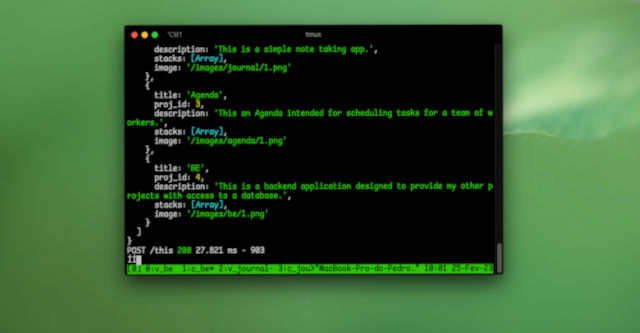 tmux
description: 'This is a simple note taking app.',
stacks: [Array],
image: '/images/journal/1.png'
},
{
title: 'Agenda',
proj_id: 3,
description: 'This an Agenda intended for scheduling tasks for a team of w
orkers.',
stacks: [Array],
image: '/images/agenda/1.png'
},
{
title: 'BE',
proj_id: 4,
description: 'This is a backend application designed to provide my other p
rojects with access to a database.',
stacks: [Array],
image: '/images/be/1.png'
}
]
}
POST /this 200 27.821 ms - 903
[0] 0:v_be 1:c_be* 2:v_journal- 3:c_jou>"MacBook-Pro-do-Pedro." 10:01 25-Fev-23